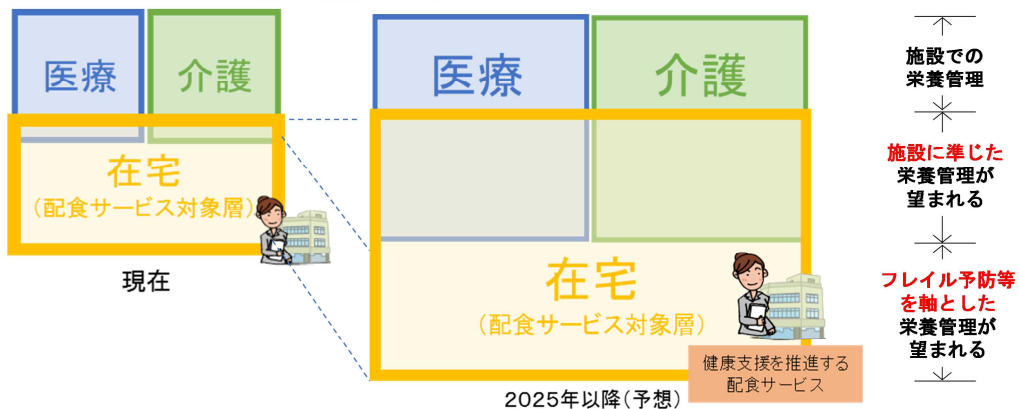 医療
介護
在宅
(配食サービス対象層)
現在
医療
介護
在宅
(配食サービス対象層)
健康支援を推進する
配食サービス
2025年以降(予想)
施設での
栄養管理
施設に準じた
栄養管理が
望まれる
フレイル予防等
を軸とした
栄養管理が
望まれる